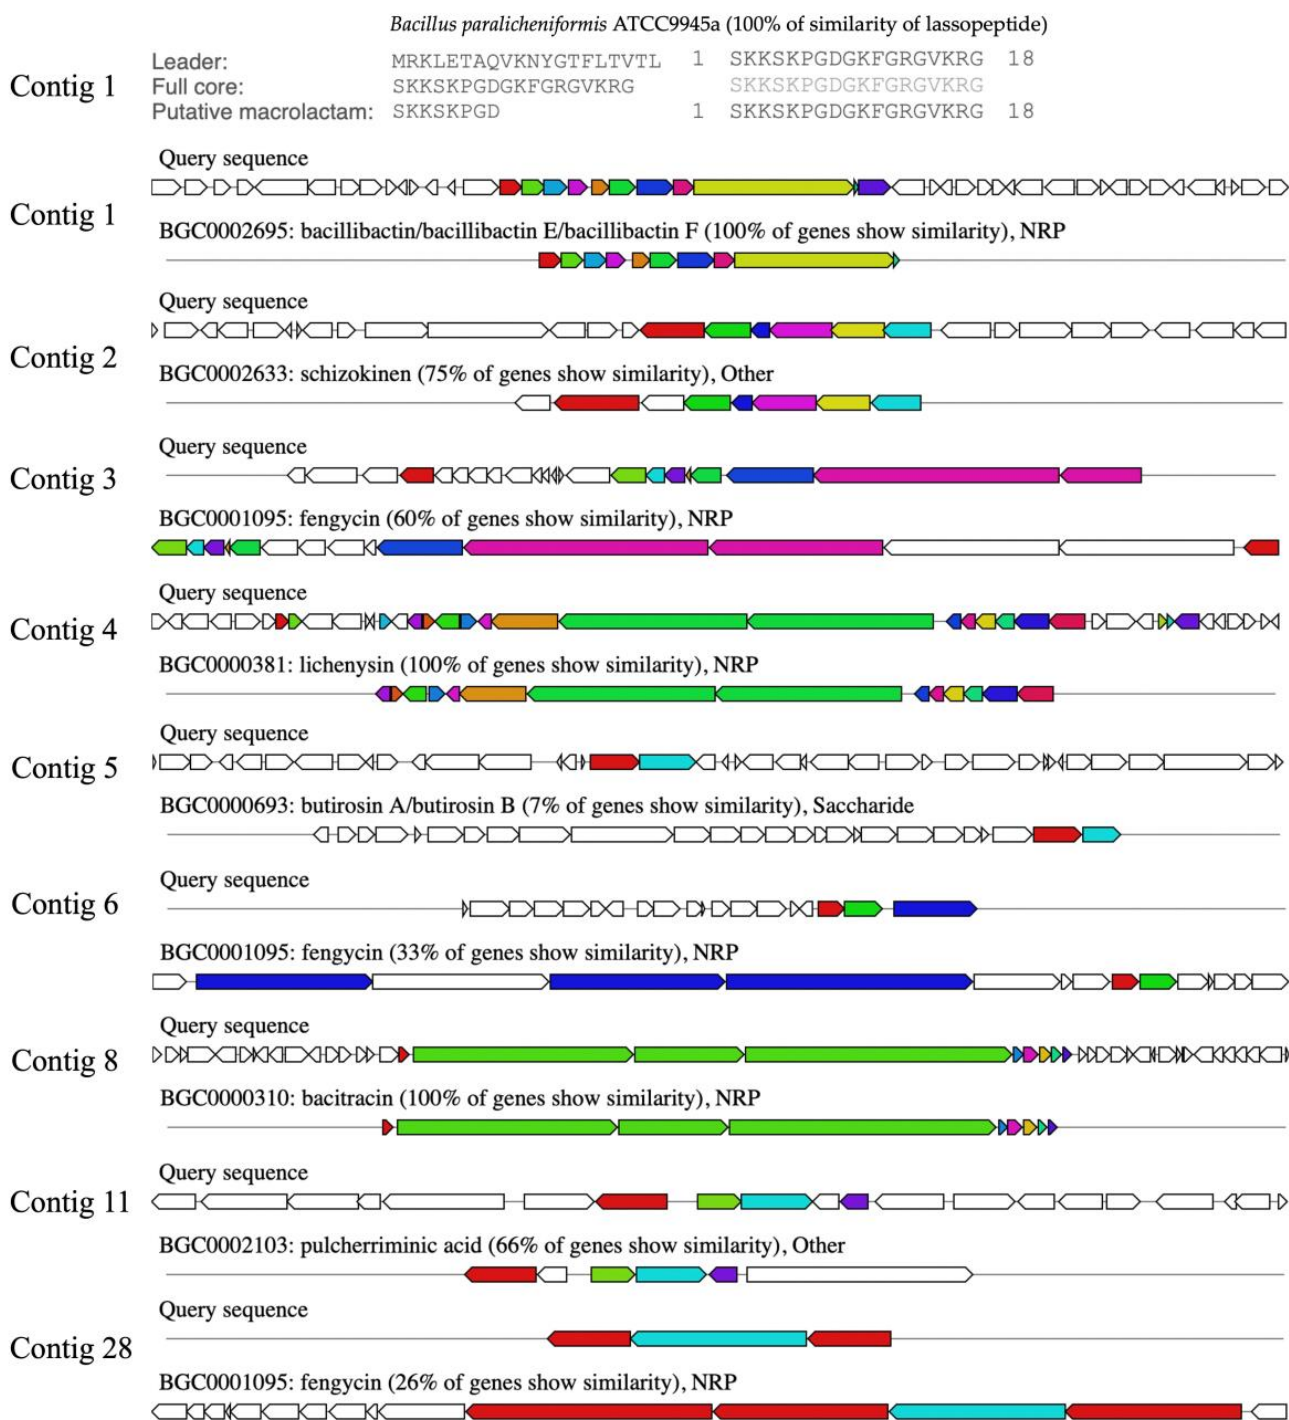 Bacillus paralicheniformis ATCC9945a (100% of similarity of lassopeptide)
Contig 1
Leader: MRKLETAQVKNYGTFLTVTL 1 SKKSKPGDGKFGRGVKRG 18
Full core: SKKSKPGDGKFGRGVKRG SKKSKPGDGKFGRGVKRG
Putative macrolactam: SKKSKPGD 1 SKKSKPGDGKFGRGVKRG 18
Query sequence
Contig 1
BGC0002695: bacillibactin/bacillibactin E/bacillibactin F (100% of genes show similarity), NRP
Query sequence
Contig 2
BGC0002633: schizokinen (75% of genes show similarity), Other
Query sequence
Contig 3
BGC0001095: fengycin (60% of genes show similarity), NRP
Query sequence
Contig 4
BGC0000381: lichenysin (100% of genes show similarity), NRP
Query sequence
Contig 5
BGC0000693: butirosin A/butirosin B (7% of genes show similarity), Saccharide
Query sequence
Contig 6
BGC0001095: fengycin (33% of genes show similarity), NRP
Query sequence
Contig 8
BGC0000310: bacitracin (100% of genes show similarity), NRP
Query sequence
Contig 11
BGC0002103: pulcherriminic acid (66% of genes show similarity), Other
Query sequence
Contig 28
BGC0001095: fengycin (26% of genes show similarity), NRP